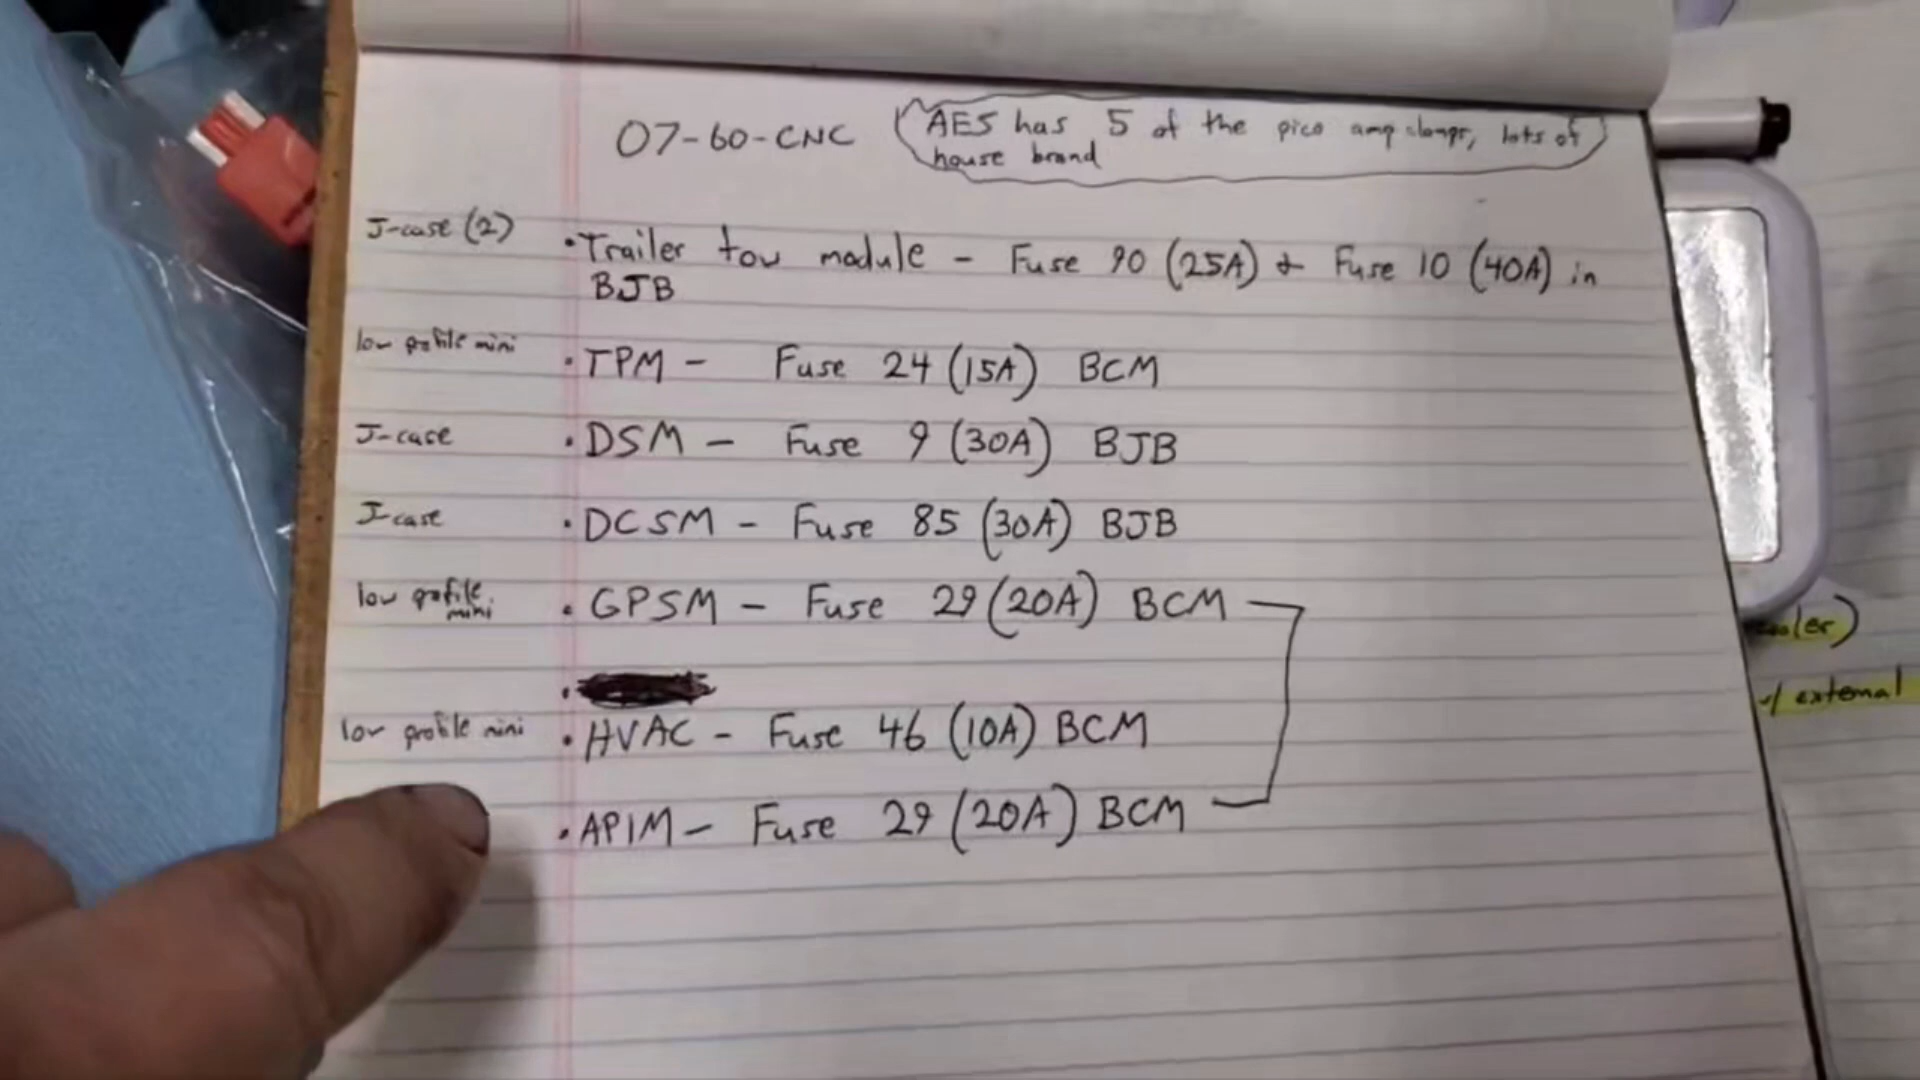 07-60-CNC
AES has 5 of the pico amp clamps, lots of
house brand
J-case (2)
• Trailer tow module - Fuse 90 (25A) & Fuse 10 (40A) in
BJB
low profile mini
• TPM - Fuse 24 (15A) BCM
J-case
• DSM - Fuse 9 (30A) BJB
J-case
• DCSM - Fuse 85 (30A) BJB
low profile
mini
• GPSM - Fuse 29 (20A) BCM
low profile mini
• HVAC - Fuse 46 (10A) BCM
• APIM - Fuse 29 (20A) BCM
external